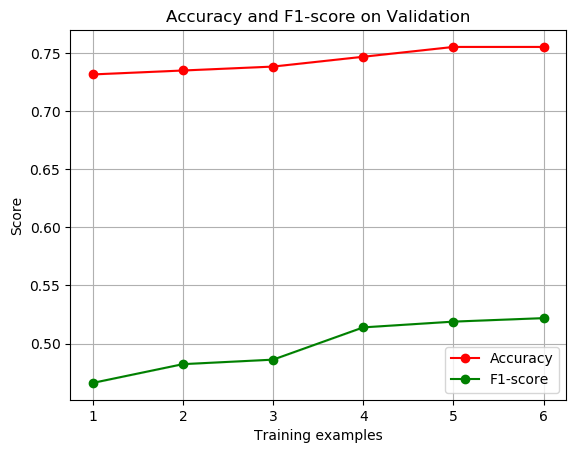 Accuracy and F1-score on Validation
Score
0.75
0.70
0.65
0.60
0.55
0.50
Accuracy
F1-score
1 2 3 4 5 6
Training examples